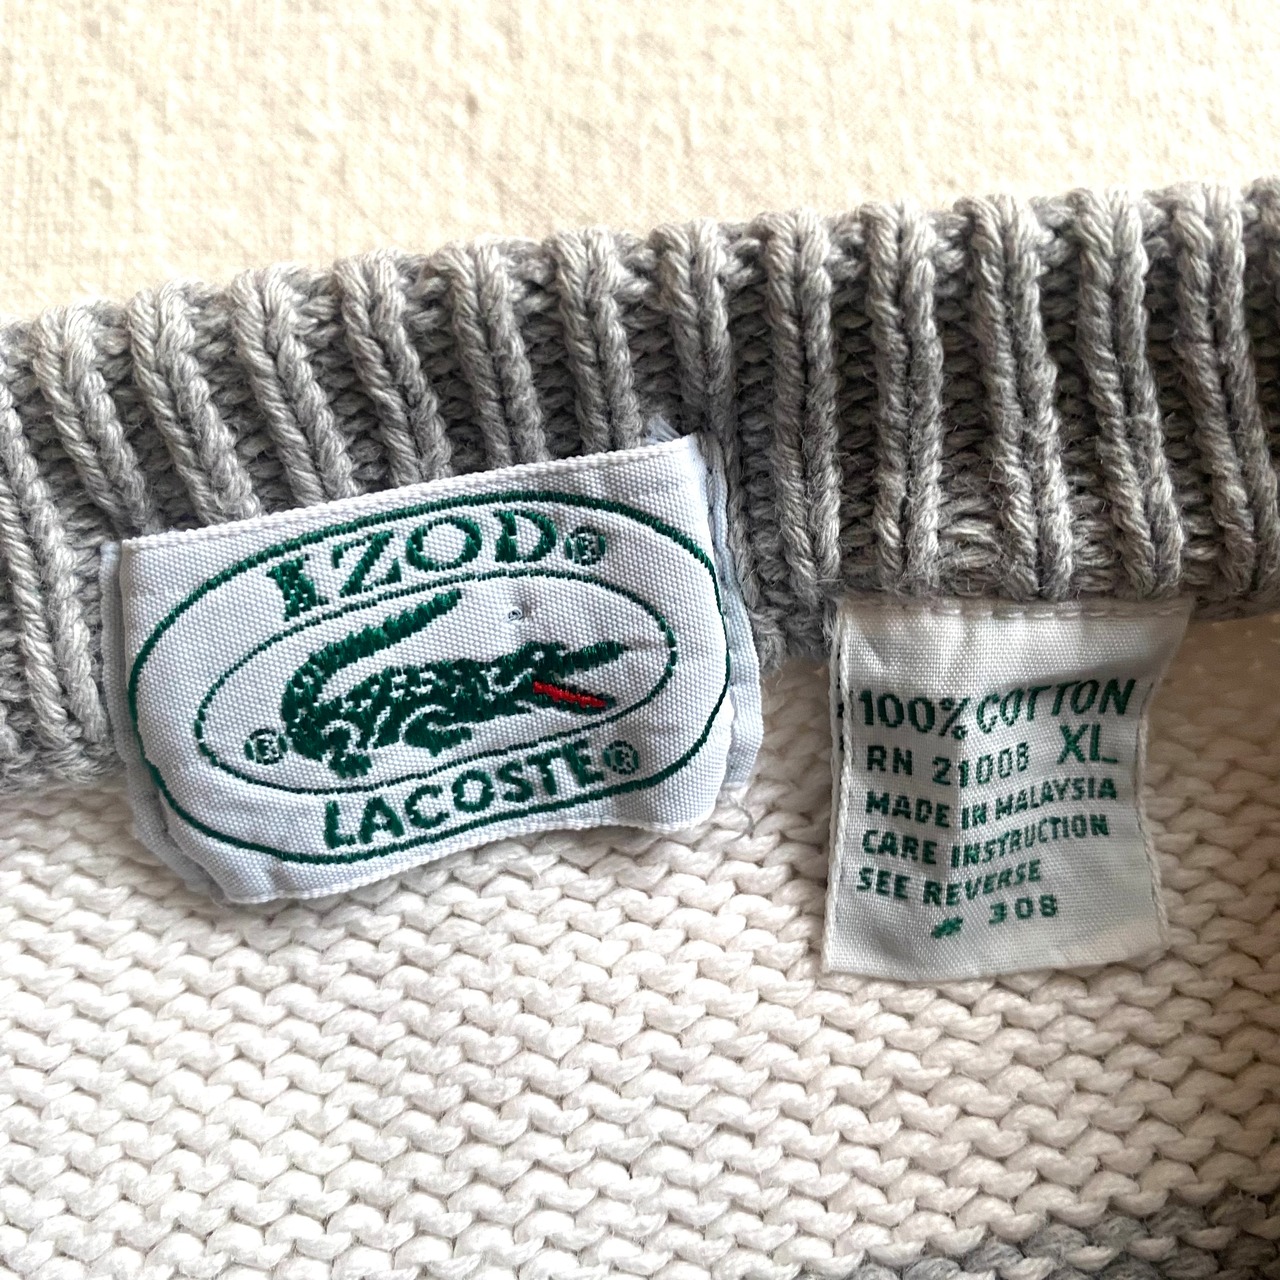 IZOD®
®
LACOSTE®
100% COTTON
RN 21008 XL
MADE IN MALAYSIA
CARE INSTRUCTION
SEE REVERSE
# 308